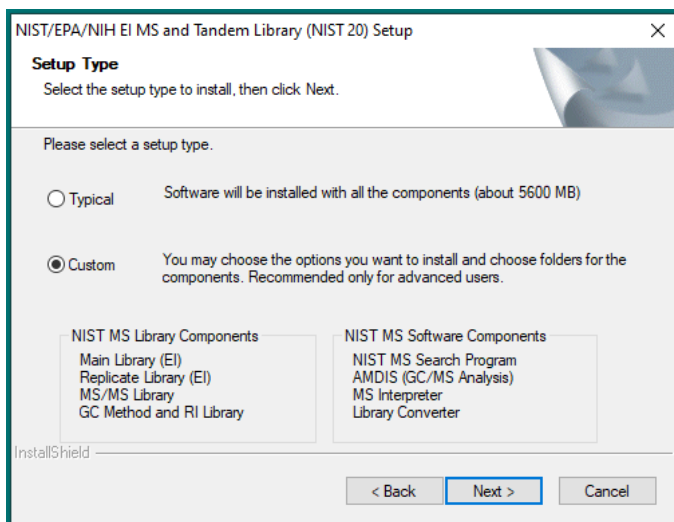 NIST/EPA/NIH EI MS and Tandem Library (NIST 20) Setup
Setup Type
Select the setup type to install, then click Next.
Please select a setup type.
Typical
Software will be installed with all the components (about 5600 MB)
Custom
You may choose the options you want to install and choose folders for the
components. Recommended only for advanced users.
NIST MS Library Components
Main Library (EI)
Replicate Library (EI)
MS/MS Library
GC Method and RI Library
NIST MS Software Components
NIST MS Search Program
AMDIS (GC/MS Analysis)
MS Interpreter
Library Converter
InstallShield
< Back
Next >
Cancel